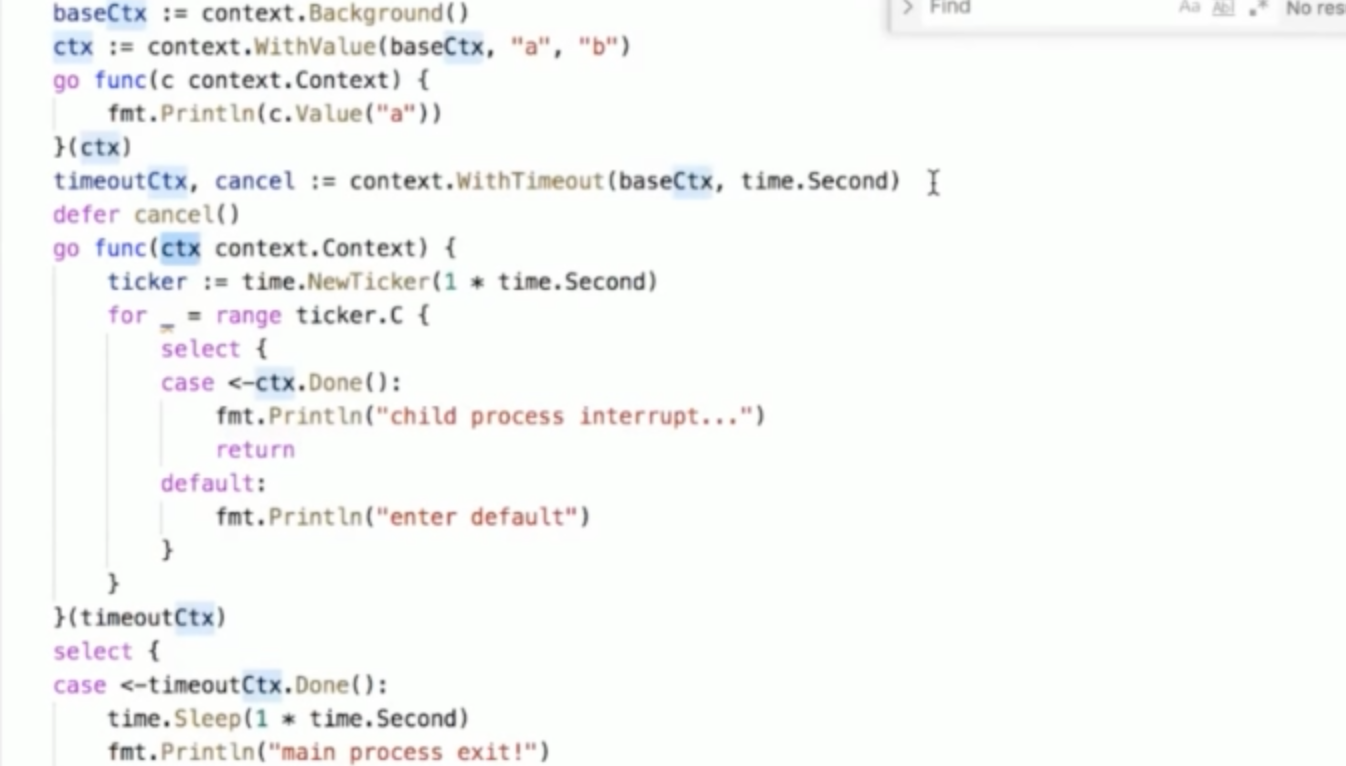 baseCtx := context.Background()
Find Aa Abl .* No res
ctx := context.WithValue(baseCtx, "a", "b")
go func(c context.Context) {
fmt.Println(c.Value("a"))
}(ctx)
timeoutCtx, cancel := context.WithTimeout(baseCtx, time.Second)
defer cancel()
go func(ctx context.Context) {
ticker := time.NewTicker(1 * time.Second)
for _ = range ticker.C {
select {
case <-ctx.Done():
fmt.Println("child process interrupt...")
return
default:
fmt.Println("enter default")
}
}
}(timeoutCtx)
select {
case <-timeoutCtx.Done():
time.Sleep(1 * time.Second)
fmt.Println("main process exit!")